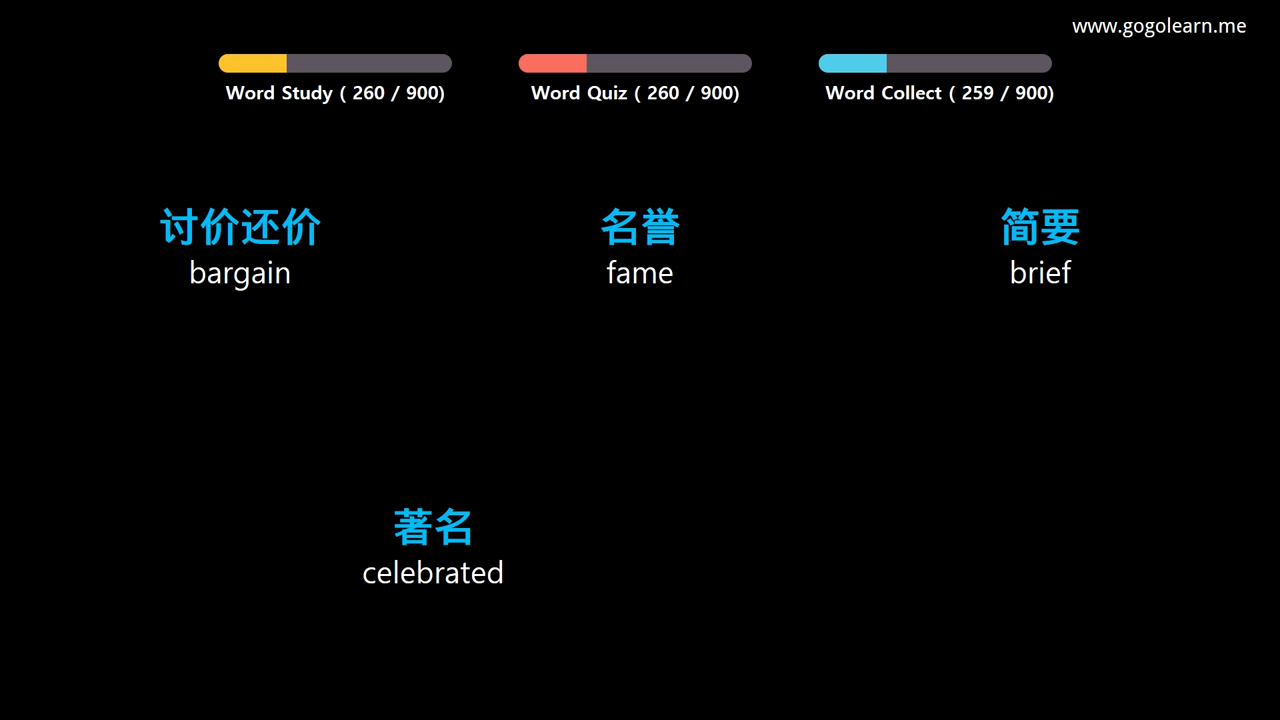 www.gogolearn.me
Word Study ( 260 / 900)
Word Quiz ( 260 / 900)
Word Collect ( 259 / 900)
讨价还价
bargain
名誉
fame
简要
brief
著名
celebrated